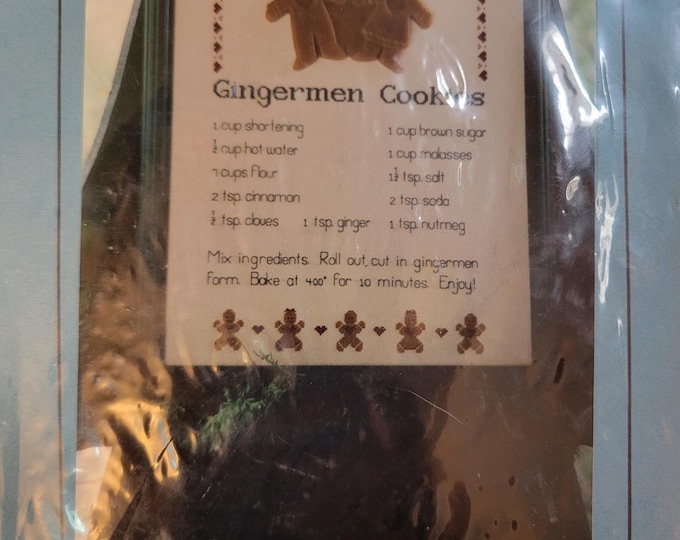 Gingermen Cookies
1 cup shortening 1 cup brown sugar
½ cup hot water 1 cup molasses
7 cups flour 1½ tsp. salt
2 tsp. cinnamon 2 tsp. soda
½ tsp. cloves 1 tsp. ginger 1 tsp. nutmeg
Mix ingredients. Roll out, cut in gingermen
form. Bake at 400° for 10 minutes. Enjoy!